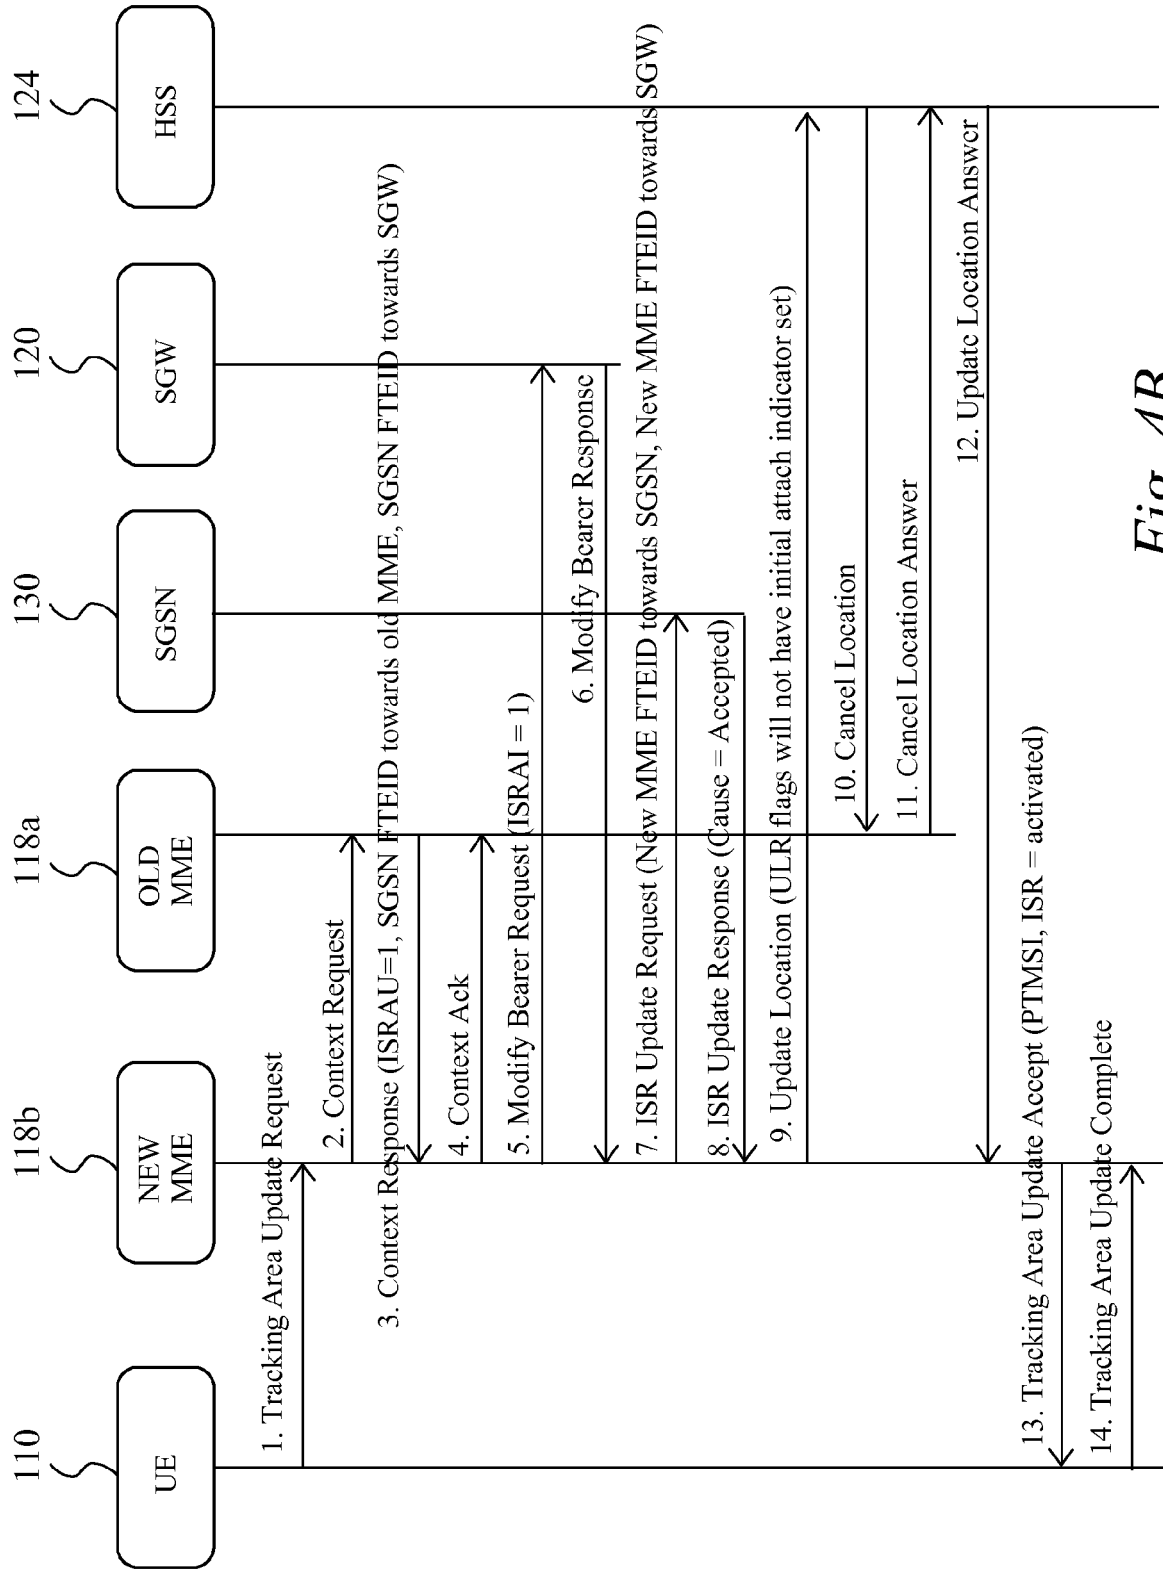 110
118b
118a
130
120
124
UE
NEW
MME
OLD
MME
SGSN
SGW
HSS
1. Tracking Area Update Request
2. Context Request
3. Context Response (ISRAU=1, SGSN FTEID towards old MME, SGSN FTEID towards SGW)
4. Context Ack
5. Modify Bearer Request (ISRAI = 1)
6. Modify Bearer Response
7. ISR Update Request (New MME FTEID towards SGSN, New MME FTEID towards SGW)
8. ISR Update Response (Cause = Accepted)
9. Update Location (ULR flags will not have initial attach indicator set)
10. Cancel Location
11. Cancel Location Answer
12. Update Location Answer
13. Tracking Area Update Accept (PTMSI, ISR = activated)
14. Tracking Area Update Complete
Fig. 4B